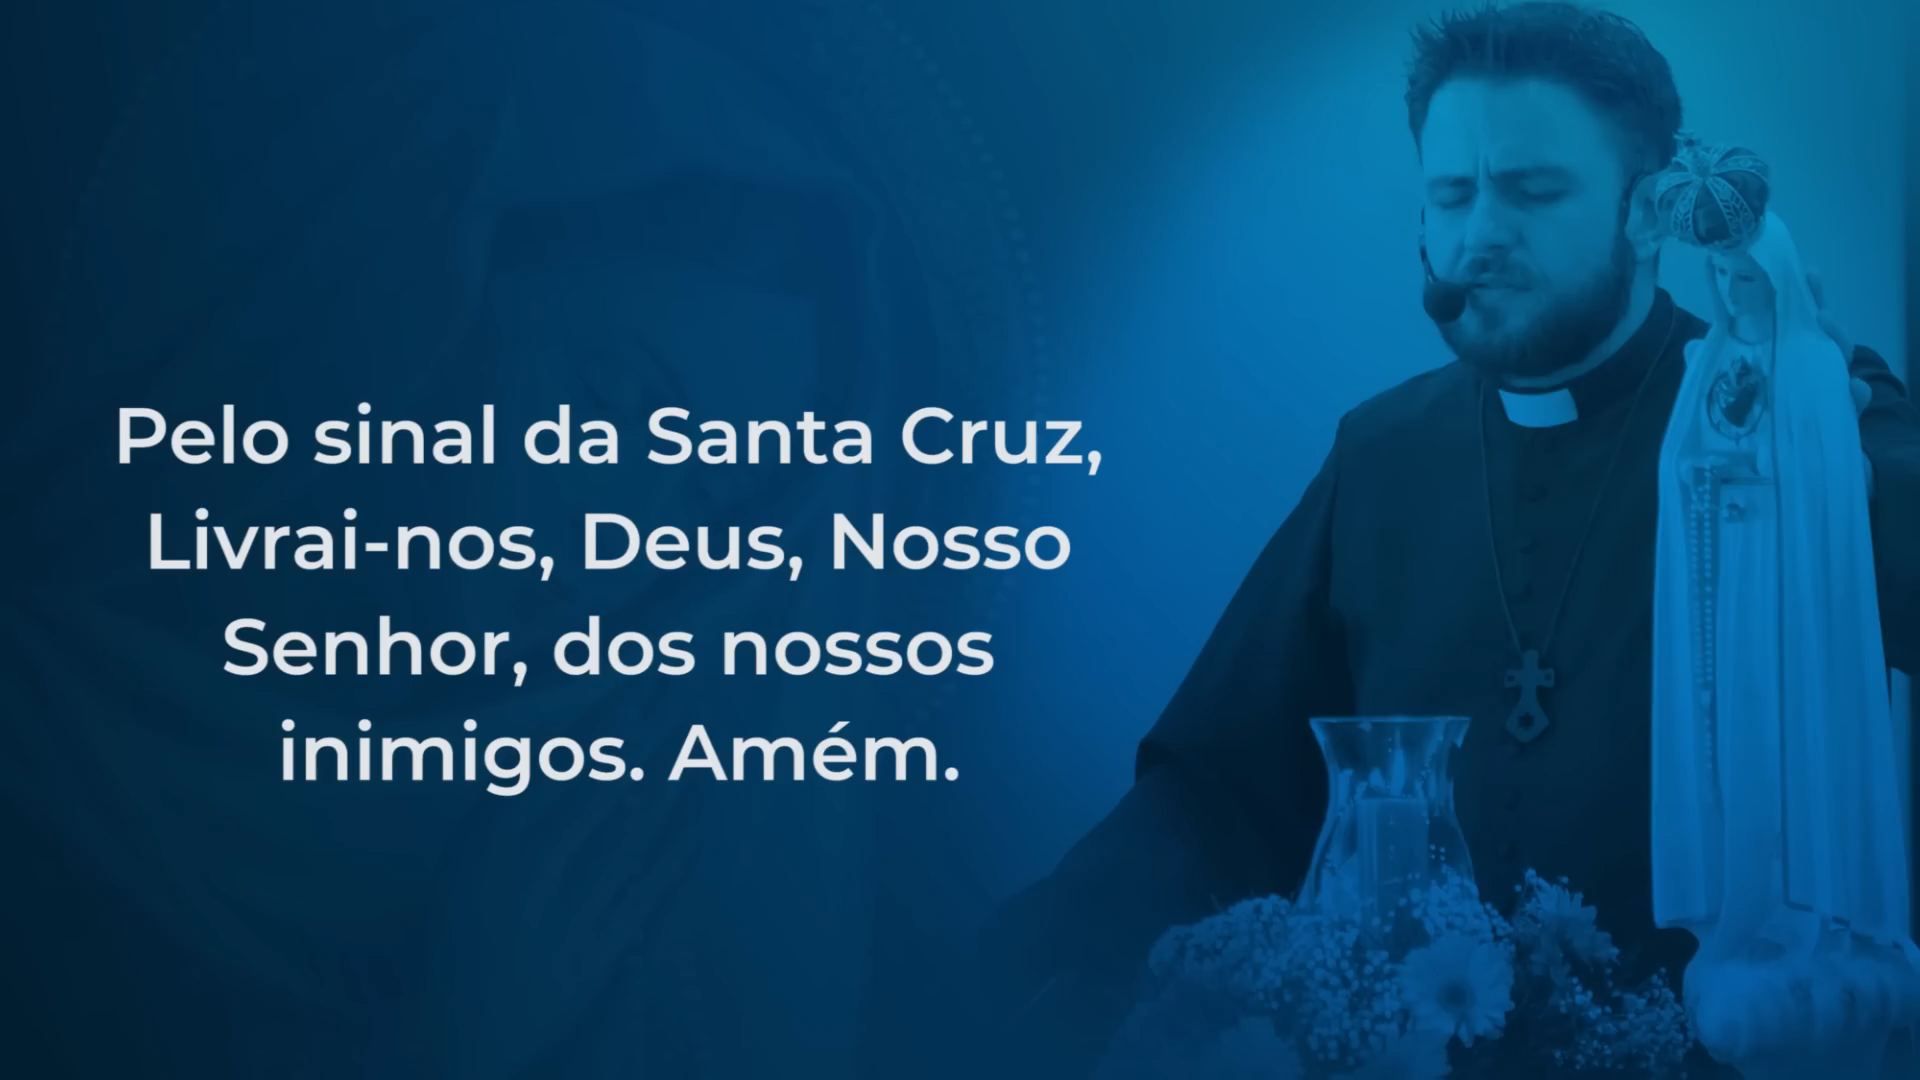 Pelo sinal da Santa Cruz,
Livrai-nos, Deus, Nosso
Senhor, dos nossos
inimigos. Amém.